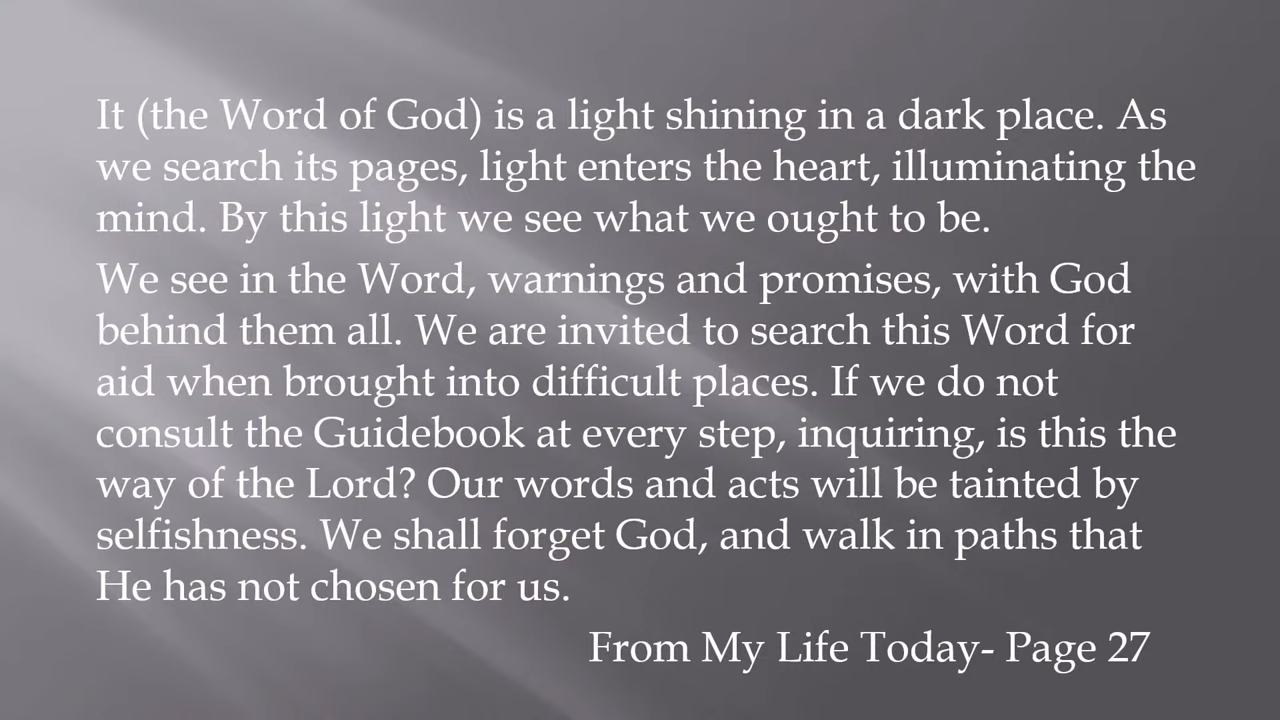 It (the Word of God) is a light shining in a dark place. As
we search its pages, light enters the heart, illuminating the
mind. By this light we see what we ought to be.
We see in the Word, warnings and promises, with God
behind them all. We are invited to search this Word for
aid when brought into difficult places. If we do not
consult the Guidebook at every step, inquiring, is this the
way of the Lord? Our words and acts will be tainted by
selfishness. We shall forget God, and walk in paths that
He has not chosen for us.
From My Life Today- Page 27